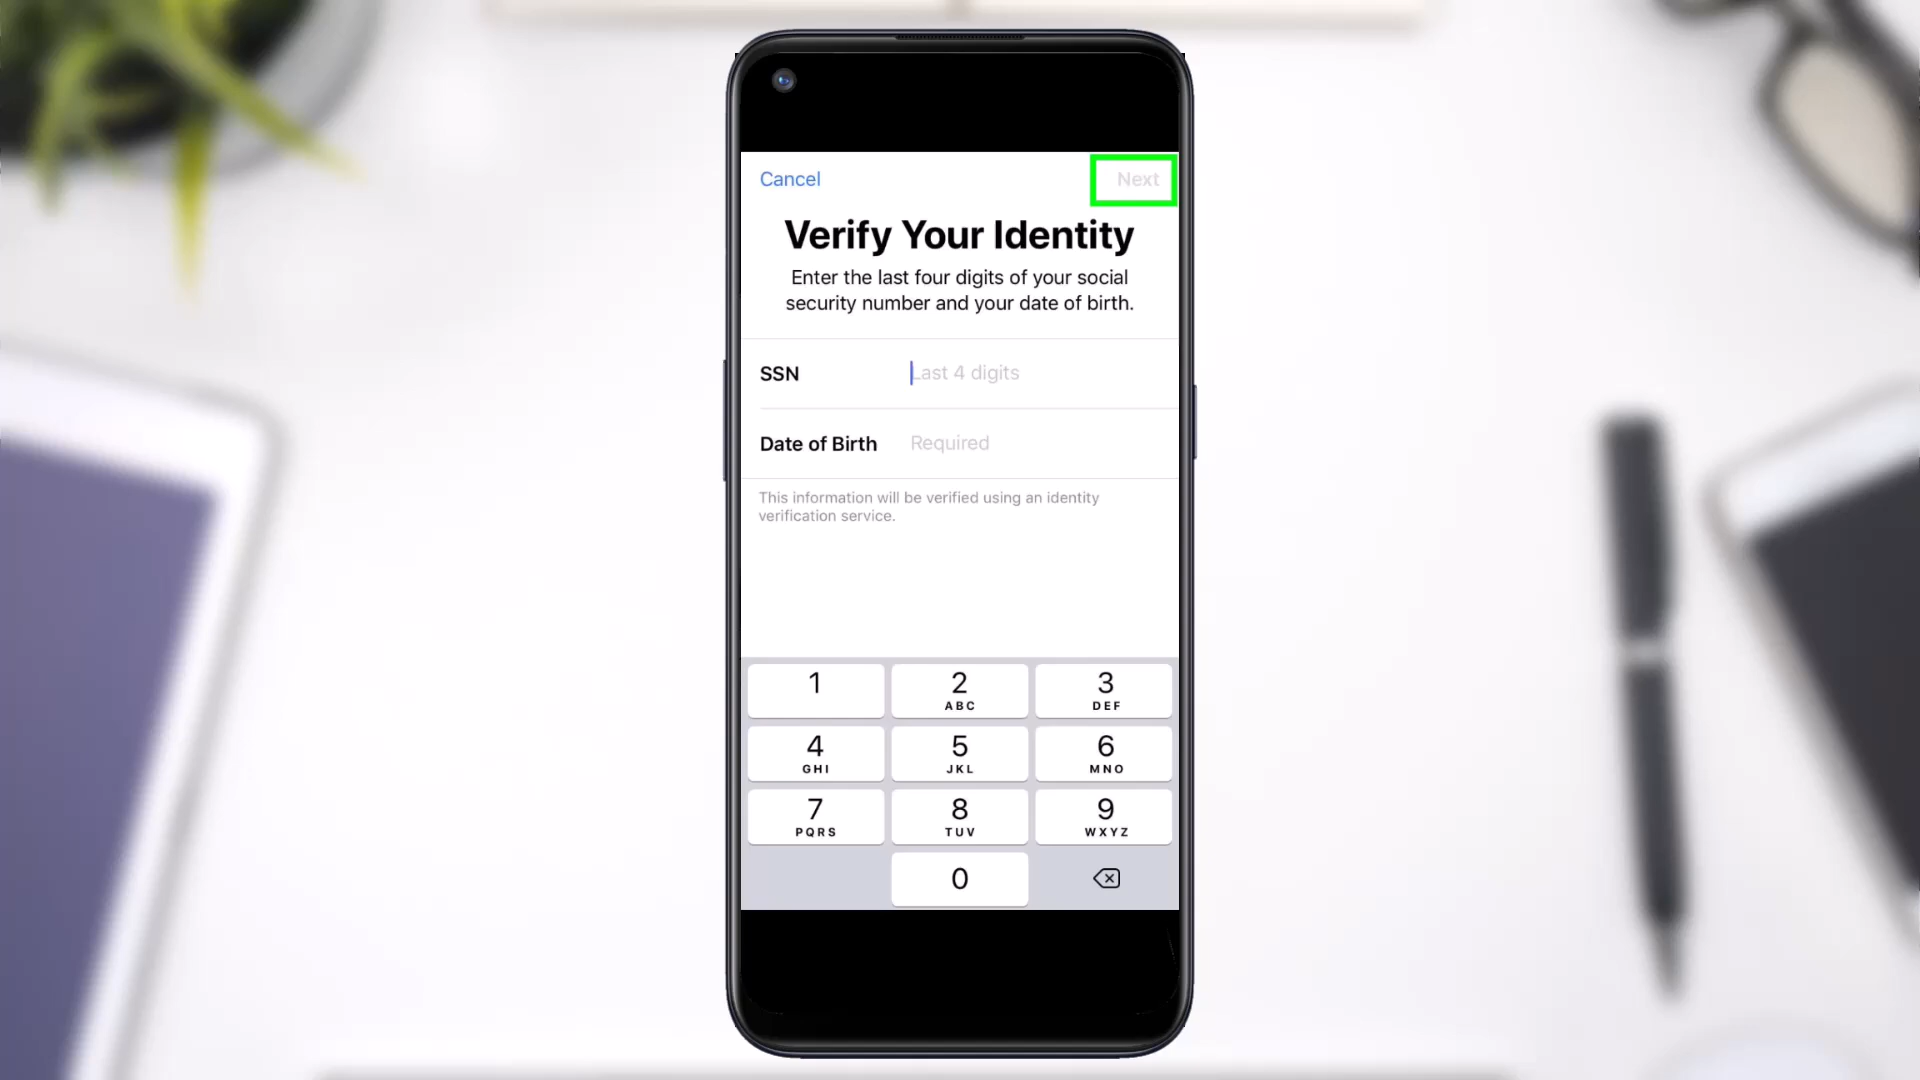 Cancel
Next
Verify Your Identity
Enter the last four digits of your social
security number and your date of birth.
SSN
Last 4 digits
Date of Birth
Required
This information will be verified using an identity
verification service.
1
2
3
ABC
DEF
4
5
6
GHI
JKL
MNO
7
8
9
PQRS
TUV
WXYZ
0